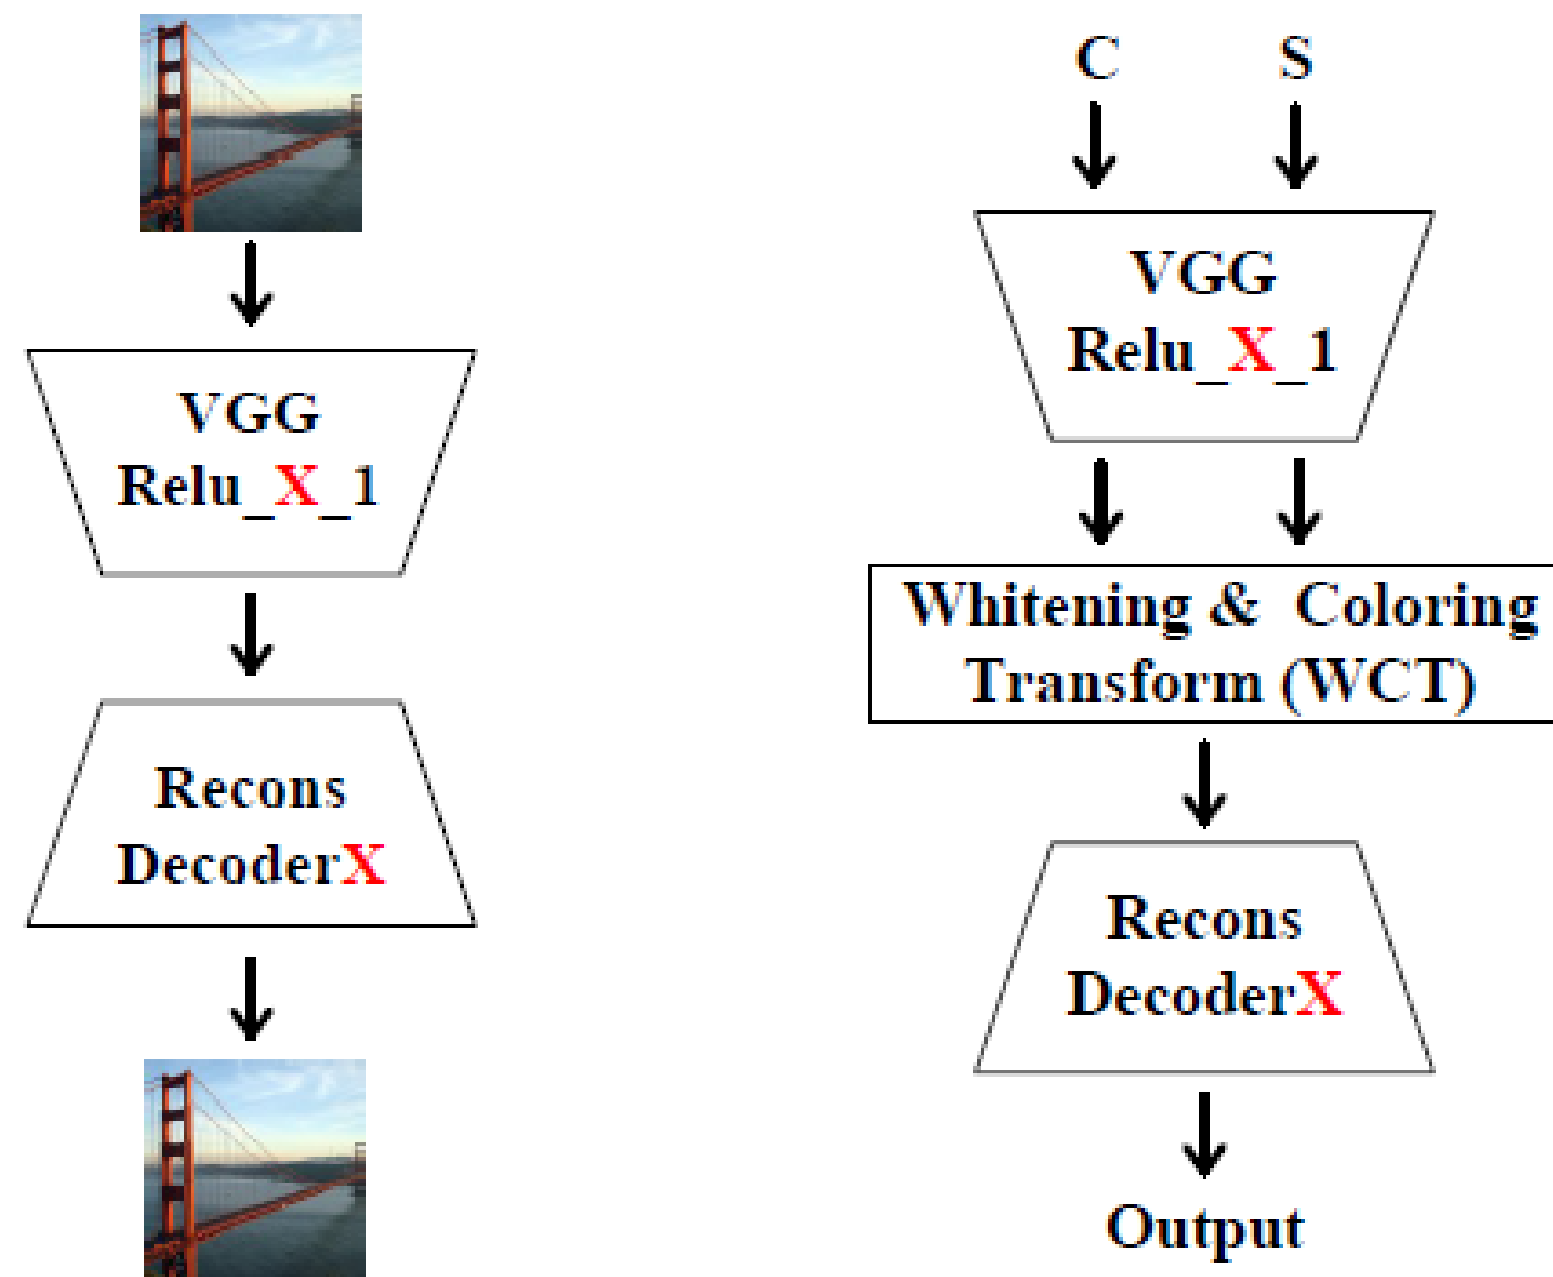 VGG
Relu_X_1
Recons
DecoderX
C S
VGG
Relu_X_1
Whitening & Coloring
Transform (WCT)
Recons
DecoderX
Output